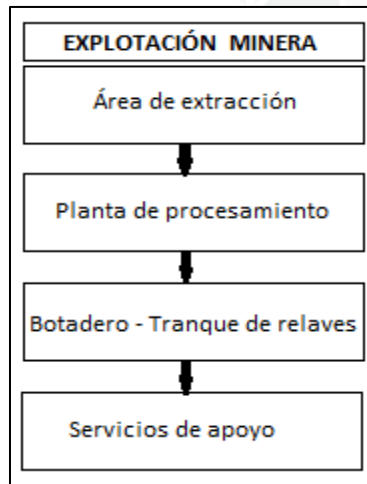 EXPLOTACIÓN MINERA
Área de extracción
Planta de procesamiento
Botadero - Tranque de relaves
Servicios de apoyo